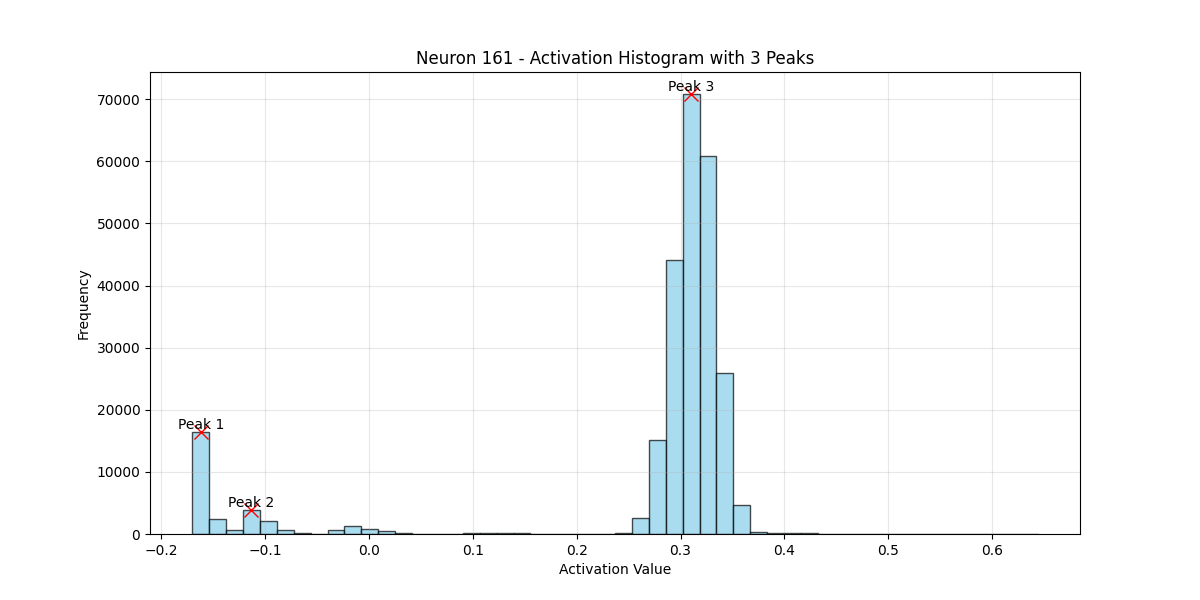 Neuron 161 - Activation Histogram with 3 Peaks
Frequency
70000
60000
50000
40000
30000
20000
10000
0
Peak 1
Peak 2
Peak 3
−0.2 −0.1 0.0 0.1 0.2 0.3 0.4 0.5 0.6
Activation Value